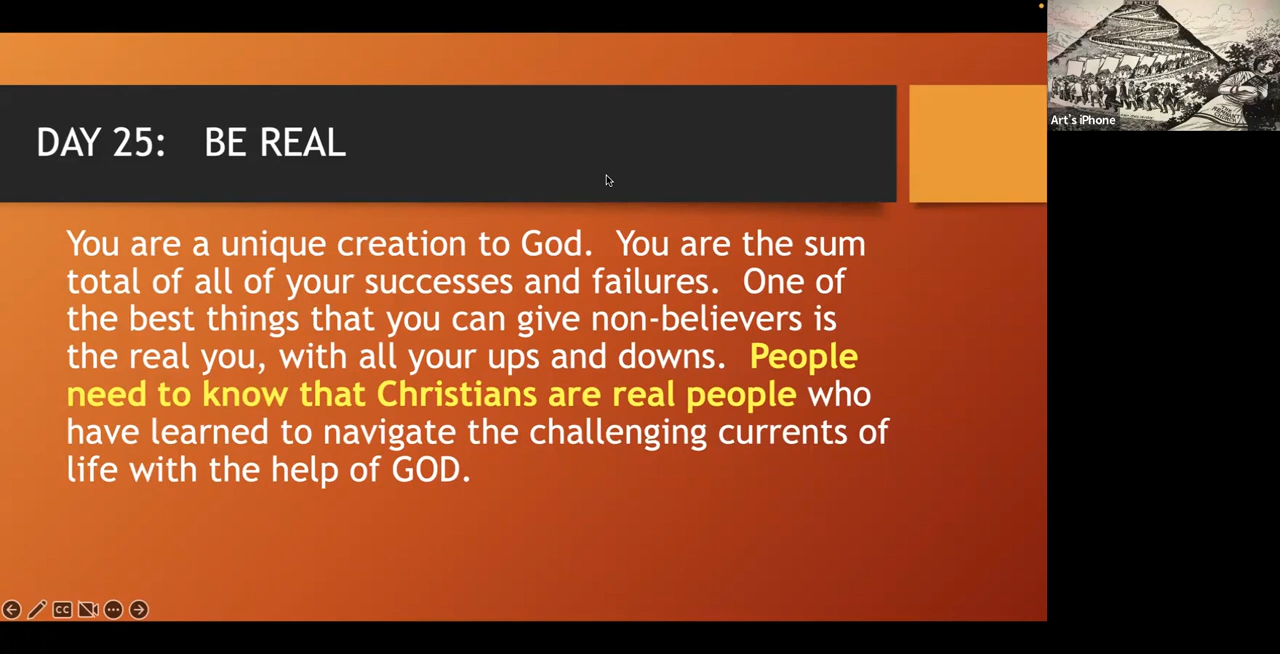 DAY 25: BE REAL
You are a unique creation to God. You are the sum
total of all of your successes and failures. One of
the best things that you can give non-believers is
the real you, with all your ups and downs. People
need to know that Christians are real people who
have learned to navigate the challenging currents of
life with the help of GOD.
Art's iPhone
CC